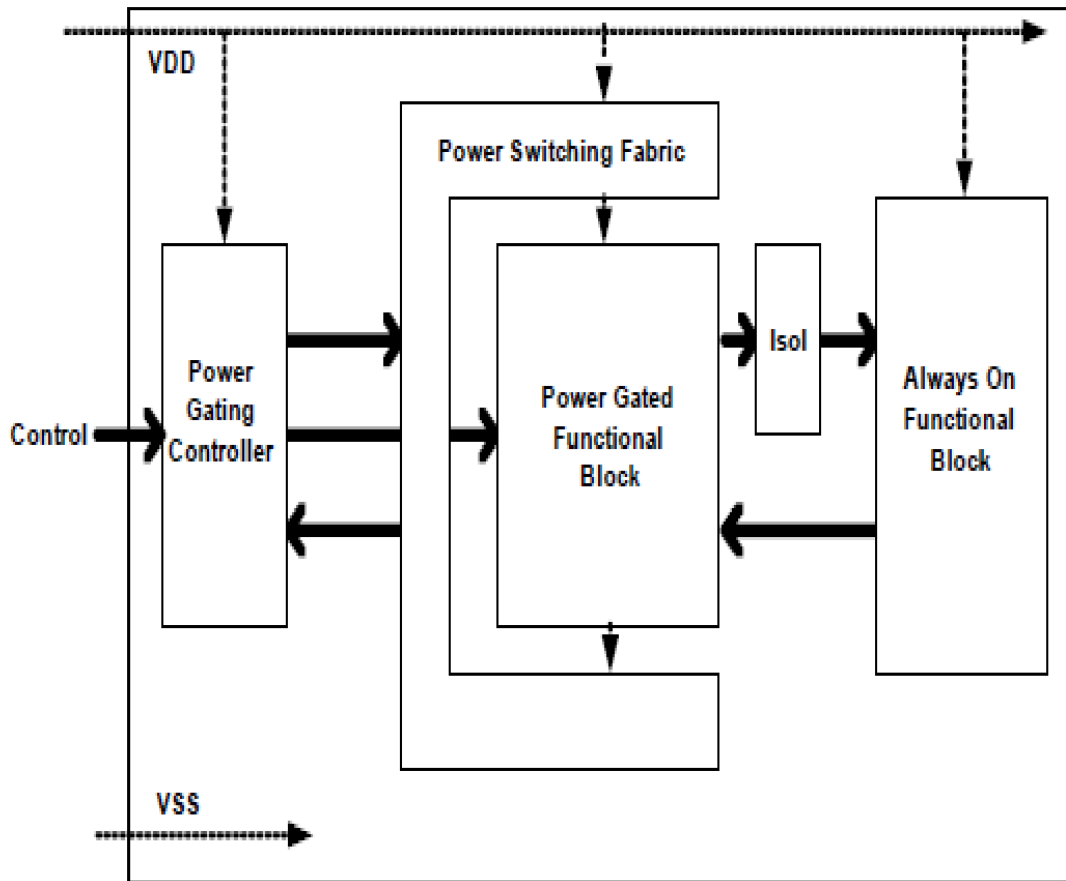 VDD
Power Switching Fabric
Power
Gating
Controller
Control
Power Gated
Functional
Block
Isol
Always On
Functional
Block
VSS